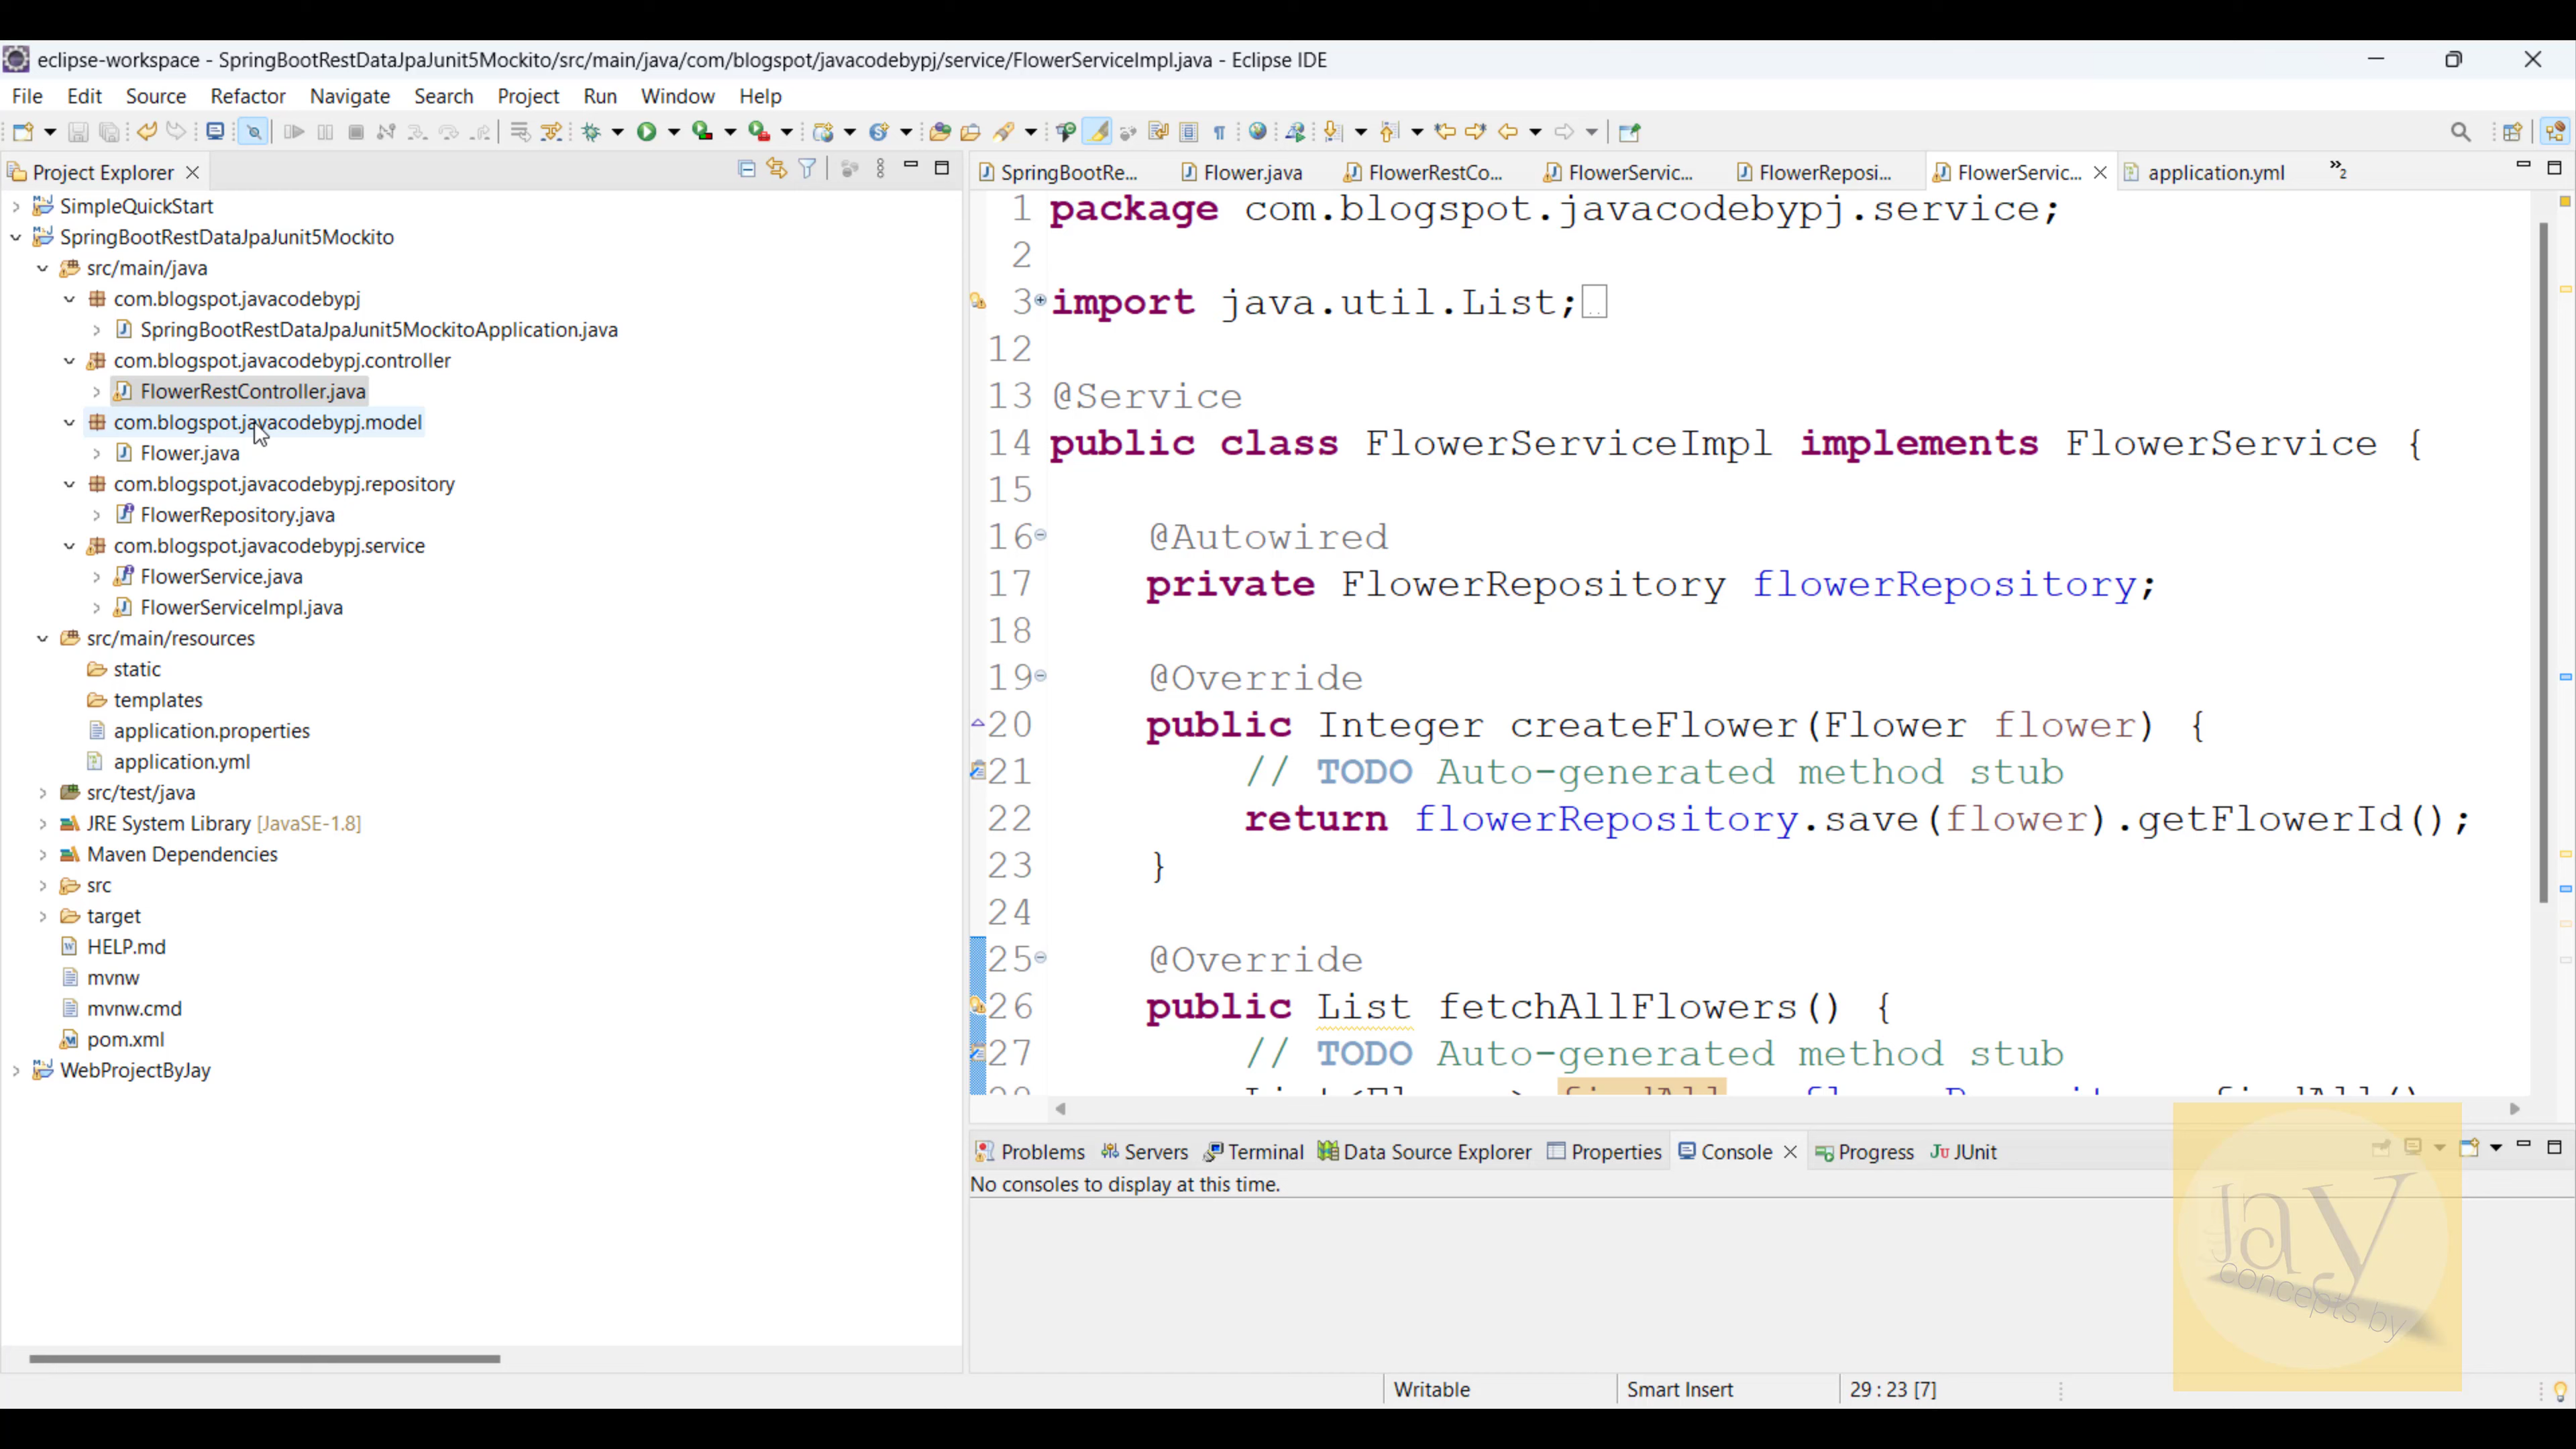 eclipse-workspace - SpringBootRestDataJpaJunit5Mockito/src/main/java/com/blogspot/javacodebypj/service/FlowerServiceImpl.java - Eclipse IDE
File Edit Source Refactor Navigate Search Project Run Window Help
Project Explorer
SimpleQuickStart
SpringBootRestDataJpaJunit5Mockito
src/main/java
com.blogspot.javacodebypj
SpringBootRestDataJpaJunit5MockitoApplication.java
com.blogspot.javacodebypj.controller
FlowerRestController.java
com.blogspot.javacodebypj.model
Flower.java
com.blogspot.javacodebypj.repository
FlowerRepository.java
com.blogspot.javacodebypj.service
FlowerService.java
FlowerServiceImpl.java
src/main/resources
static
templates
application.properties
application.yml
src/test/java
JRE System Library [JavaSE-1.8]
Maven Dependencies
src
target
HELP.md
mvnw
mvnw.cmd
pom.xml
WebProjectByJay
SpringBootRe... Flower.java FlowerRestCo... FlowerServic... FlowerReposi... FlowerServic... application.yml »2
1 package com.blogspot.javacodebypj.service;
2
3 import java.util.List;
12
13 @Service
14 public class FlowerServiceImpl implements FlowerService {
15
16 @Autowired
17 private FlowerRepository flowerRepository;
18
19 @Override
20 public Integer createFlower(Flower flower) {
21 // TODO Auto-generated method stub
22 return flowerRepository.save(flower).getFlowerId();
23 }
24
25 @Override
26 public List fetchAllFlowers() {
27 // TODO Auto-generated method stub
Problems Servers Terminal Data Source Explorer Properties Console Progress JUnit
No consoles to display at this time.
Jay
concepts by
Writable Smart Insert 29 : 23 [7]